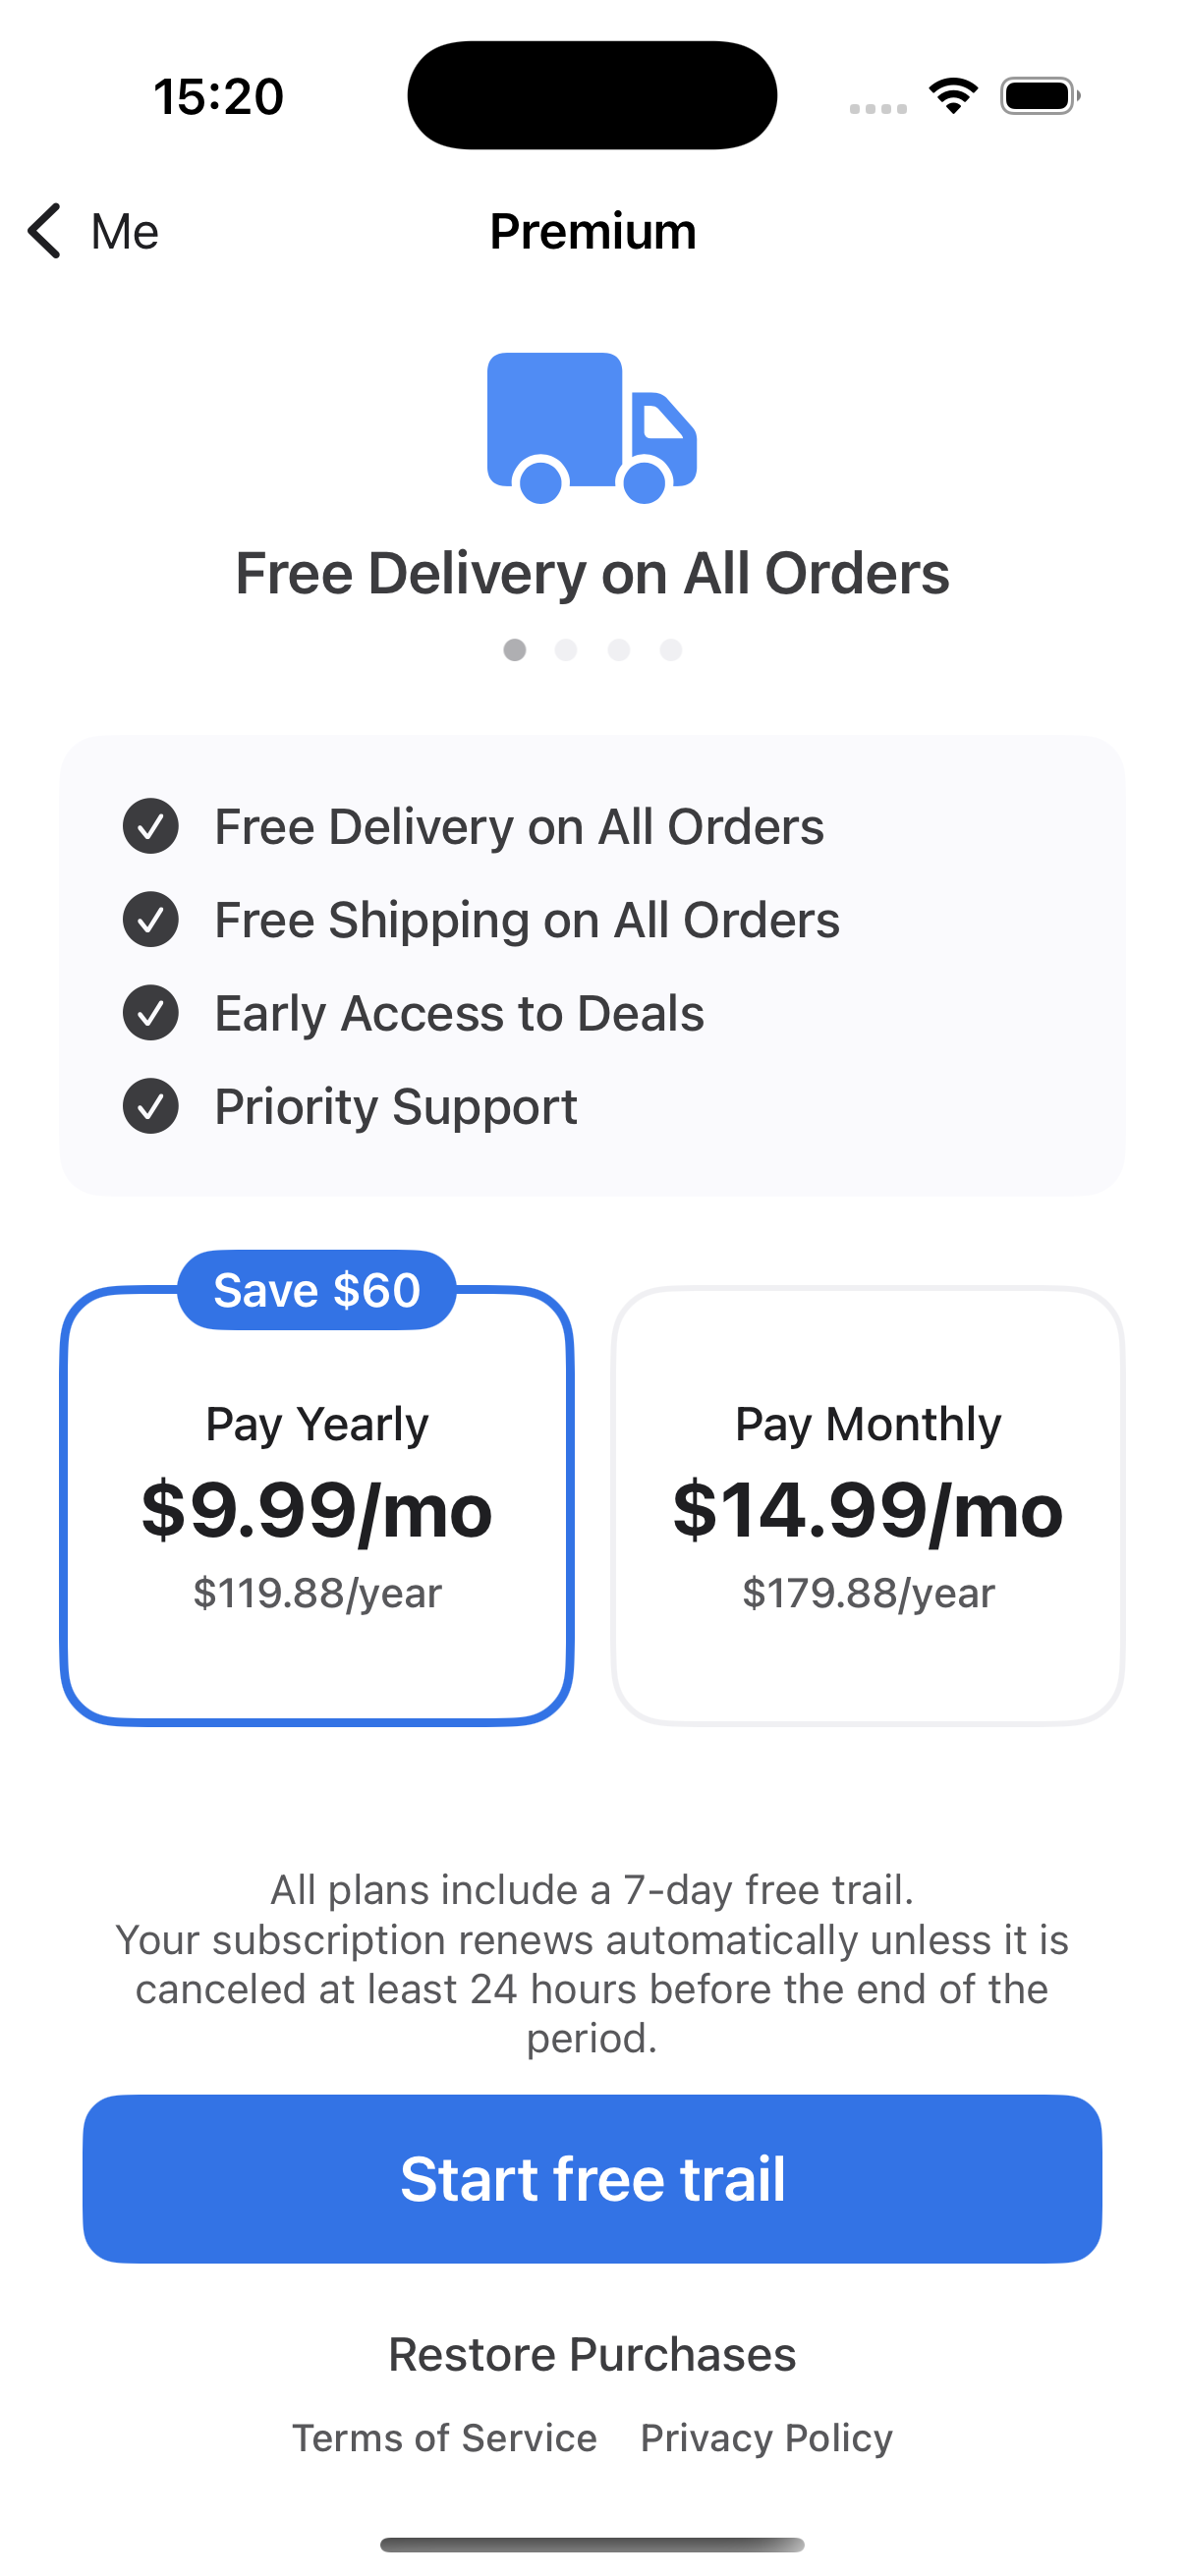 15:20
Me
Premium
Free Delivery on All Orders
Free Delivery on All Orders
Free Shipping on All Orders
Early Access to Deals
Priority Support
Save $60
Pay Yearly
$9.99/mo
$119.88/year
Pay Monthly
$14.99/mo
$179.88/year
All plans include a 7-day free trail.
Your subscription renews automatically unless it is
canceled at least 24 hours before the end of the
period.
Start free trail
Restore Purchases
Terms of Service
Privacy Policy